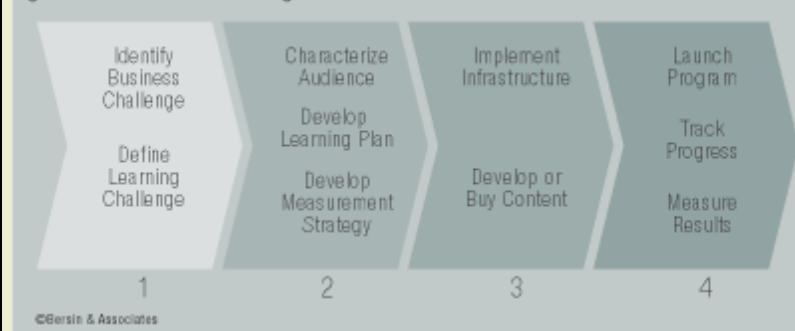 Identify
Business
Challenge
Define
Learning
Challenge
1
Characterize
Audience
Develop
Learning Plan
Develop
Measurement
Strategy
2
Implement
Infrastructure
Develop or
Buy Content
3
Launch
Program
Track
Progress
Measure
Results
4
©Bersin & Associates